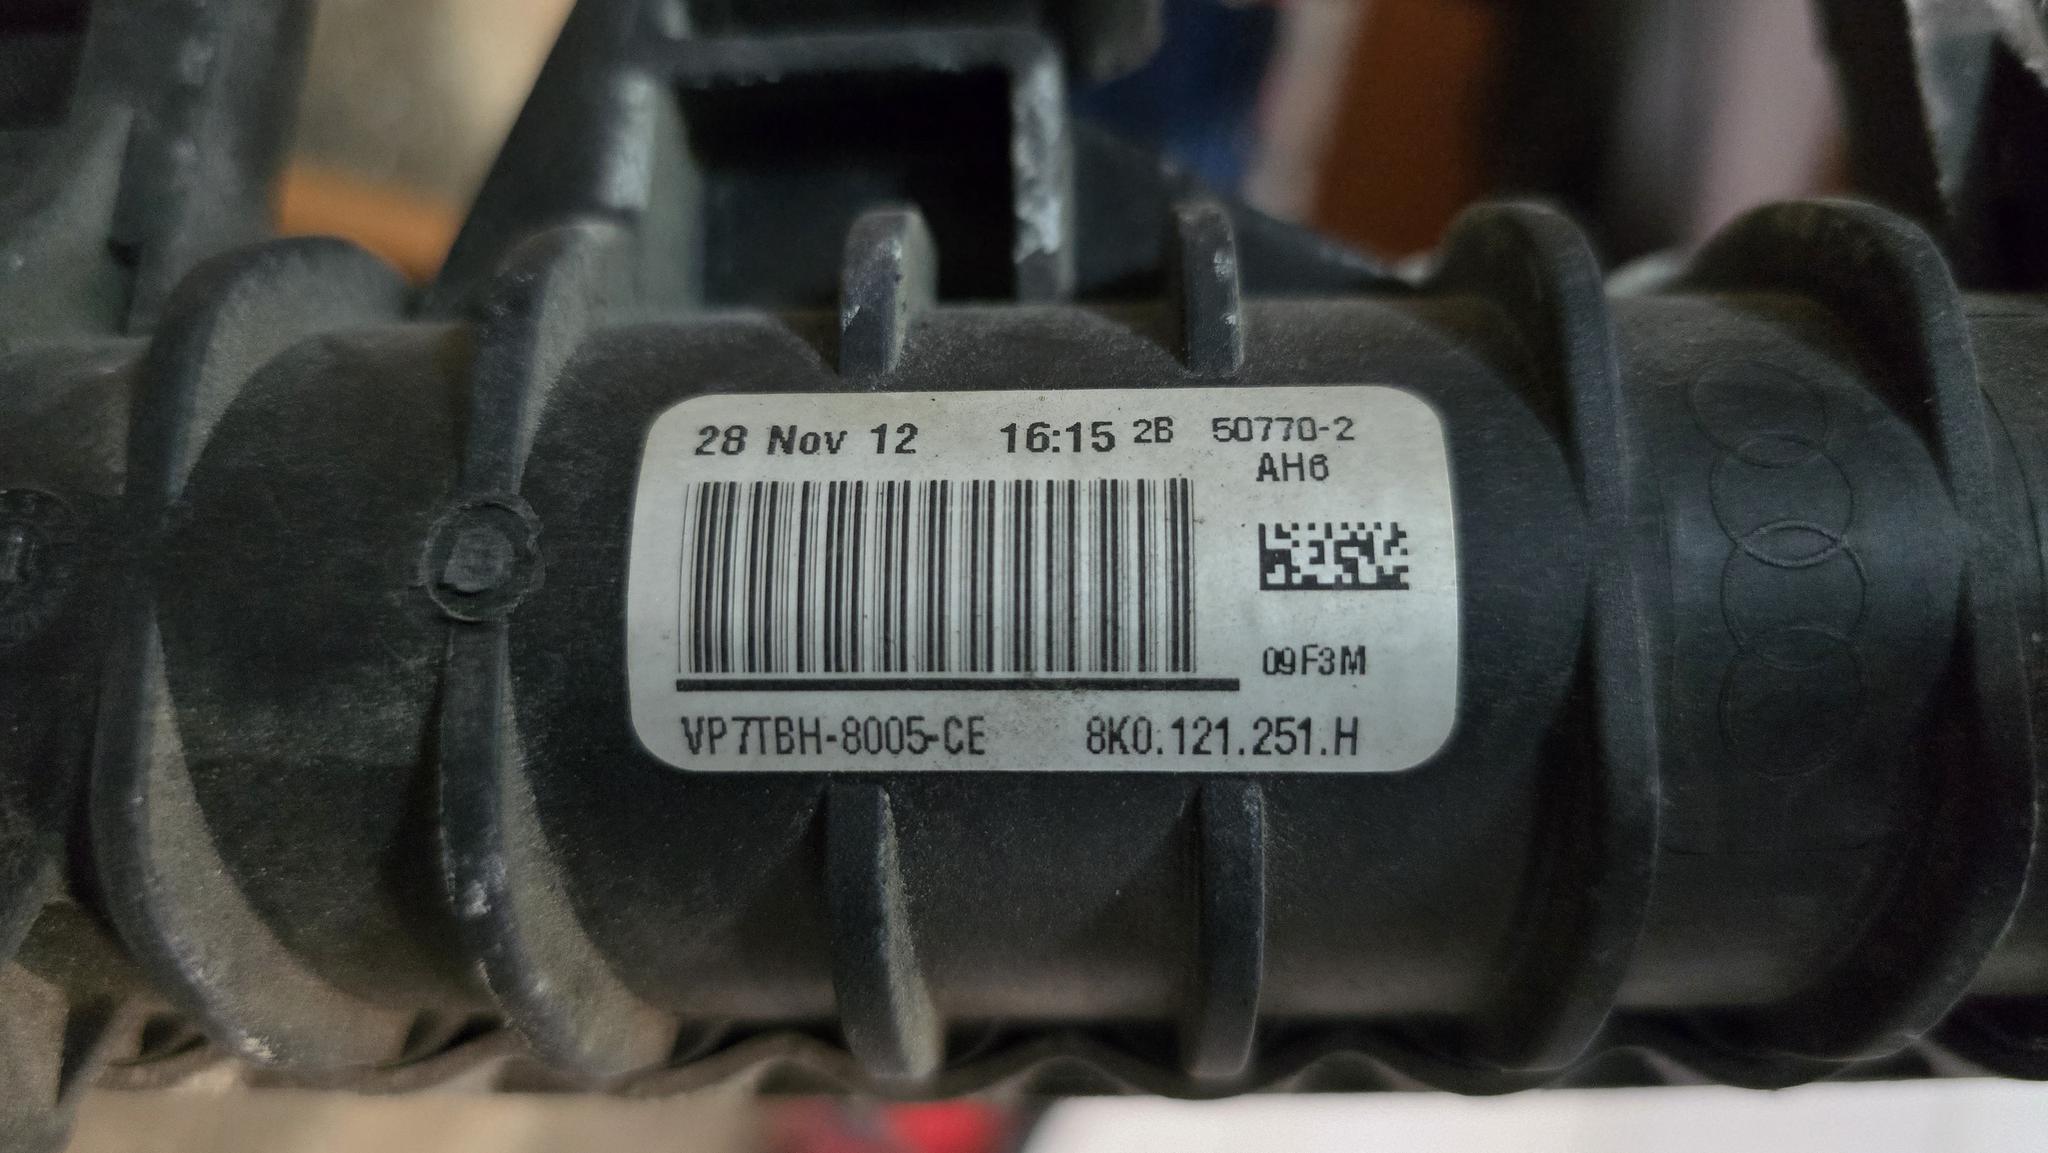 28 Nov 12 16:15 2B 50770-2
AH6
09F3M
VP7TBH-8005-CE 8K0.121.251.H